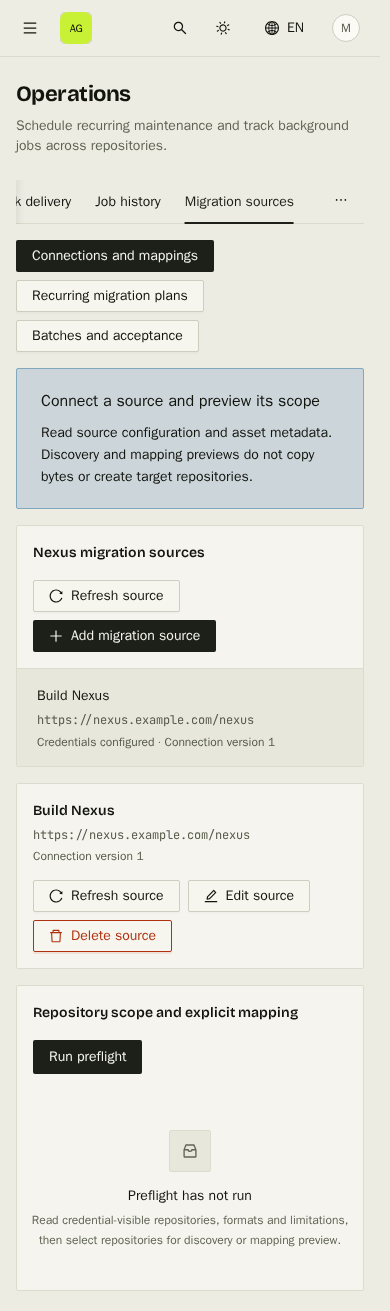 AG
EN
M
Operations
Schedule recurring maintenance and track background
jobs across repositories.
k delivery
Job history
Migration sources
...
Connections and mappings
Recurring migration plans
Batches and acceptance
Connect a source and preview its scope
Read source configuration and asset metadata.
Discovery and mapping previews do not copy
bytes or create target repositories.
Nexus migration sources
Refresh source
Add migration source
Build Nexus
https://nexus.example.com/nexus
Credentials configured · Connection version 1
Build Nexus
https://nexus.example.com/nexus
Connection version 1
Refresh source
Edit source
Delete source
Repository scope and explicit mapping
Run preflight
Preflight has not run
Read credential-visible repositories, formats and limitations,
then select repositories for discovery or mapping preview.